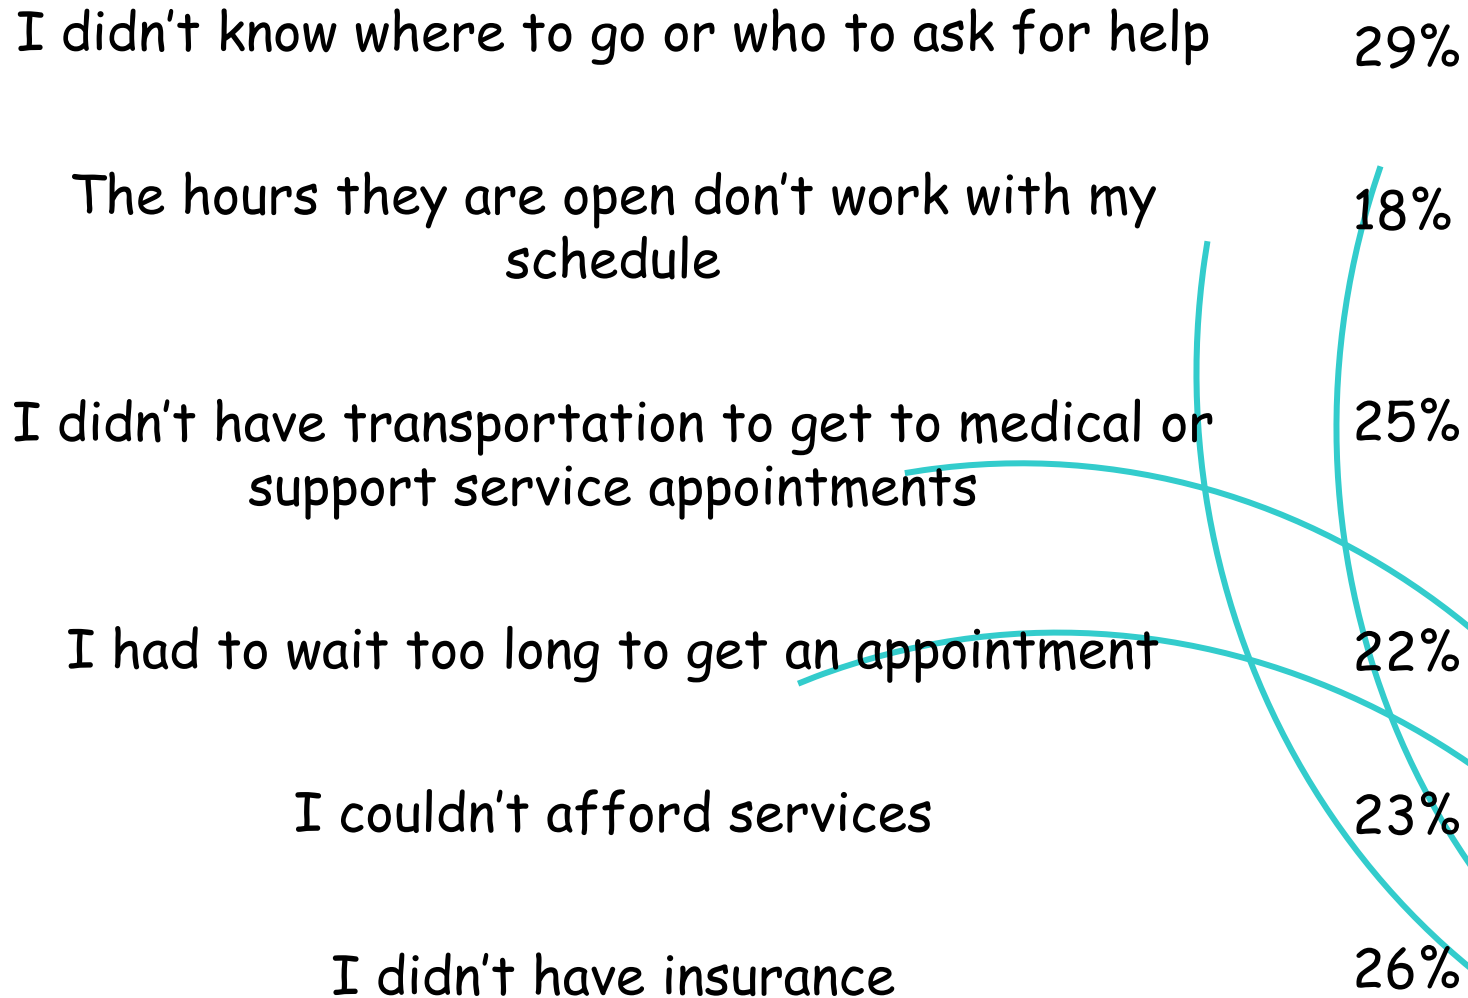 I didn't know where to go or who to ask for help 29%
The hours they are open don't work with my 18%
schedule
I didn't have transportation to get to medical or 25%
support service appointments
I had to wait too long to get an appointment 22%
I couldn't afford services 23%
I didn't have insurance 26%